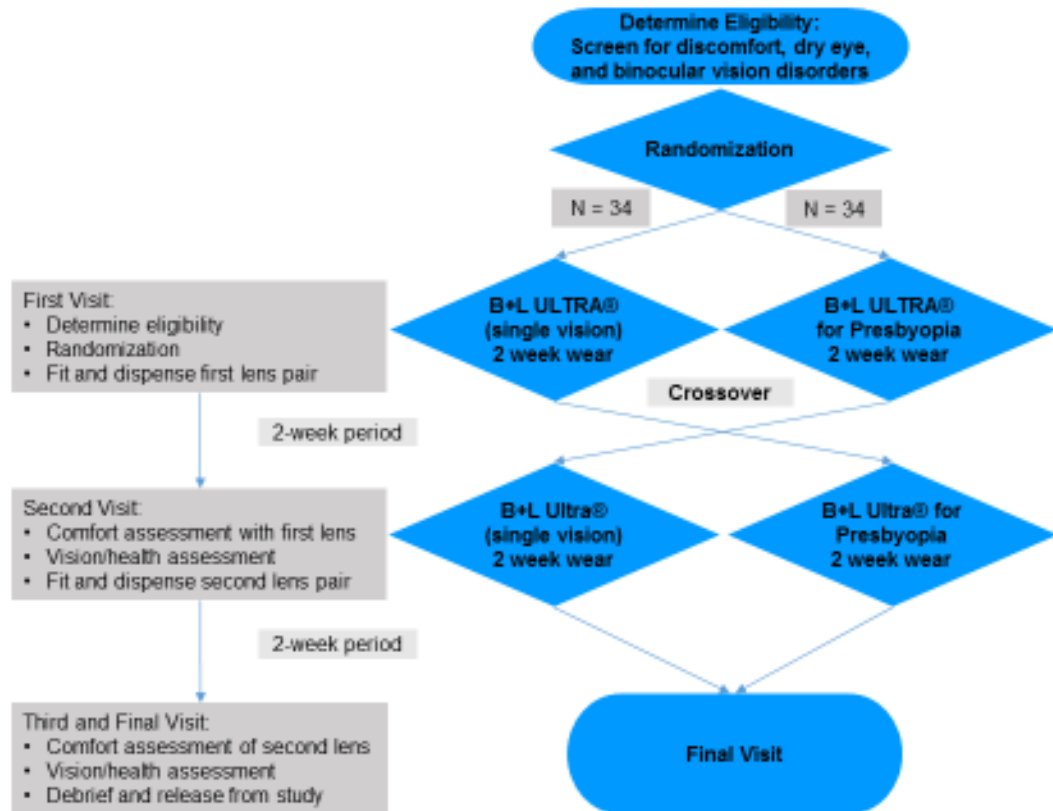 Determine Eligibility:
Screen for discomfort, dry eye,
and binocular vision disorders
Randomization
N = 34
N = 34
First Visit:
• Determine eligibility
• Randomization
• Fit and dispense first lens pair
B+L ULTRA®
(single vision)
2 week wear
B+L ULTRA®
for Presbyopia
2 week wear
Crossover
2-week period
Second Visit:
• Comfort assessment with first lens
• Vision/health assessment
• Fit and dispense second lens pair
B+L Ultra®
(single vision)
2 week wear
B+L Ultra® for
Presbyopia
2 week wear
2-week period
Third and Final Visit:
• Comfort assessment of second lens
• Vision/health assessment
• Debrief and release from study
Final Visit